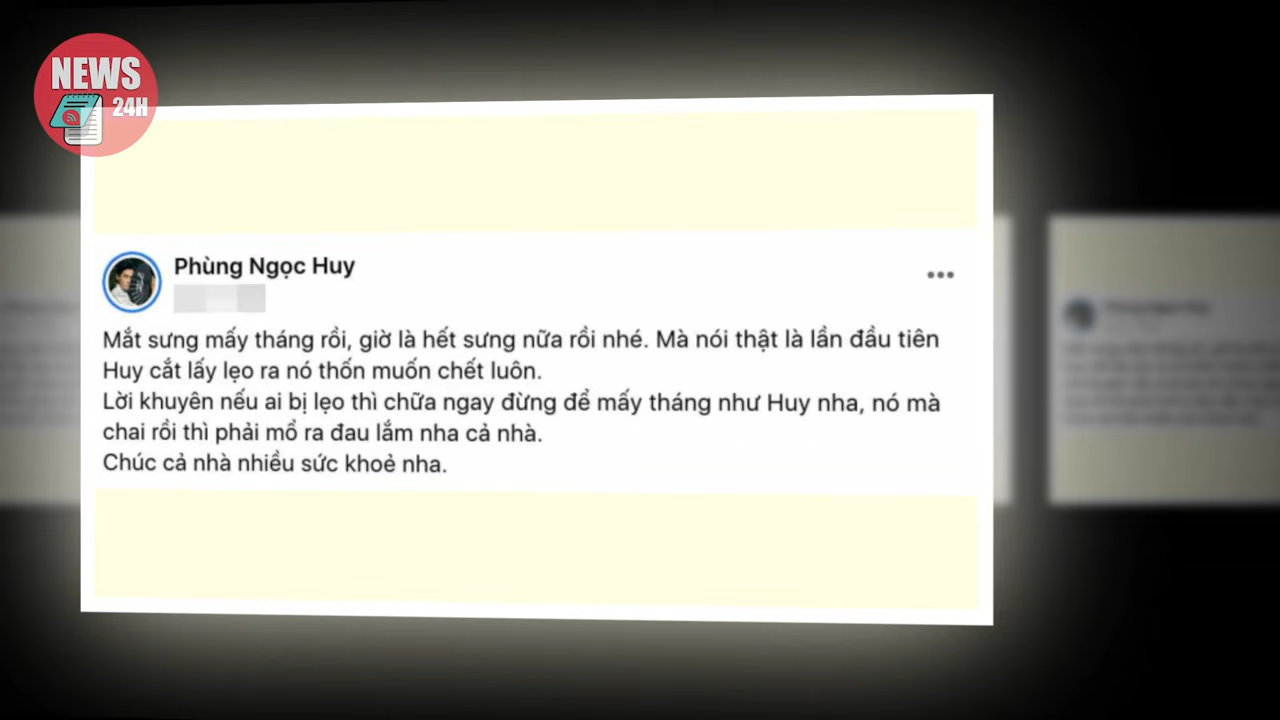 NEWS
24H
Phùng Ngọc Huy
Mắt sưng mấy tháng rồi, giờ là hết sưng nữa rồi nhé. Mà nói thật là lần đầu tiên
Huy cắt lấy lẹo ra nó thốn muốn chết luôn.
Lời khuyên nếu ai bị lẹo thì chữa ngay đừng để mấy tháng như Huy nha, nó mà
chai rồi thì phải mổ ra đau lắm nha cả nhà.
Chúc cả nhà nhiều sức khoẻ nha.